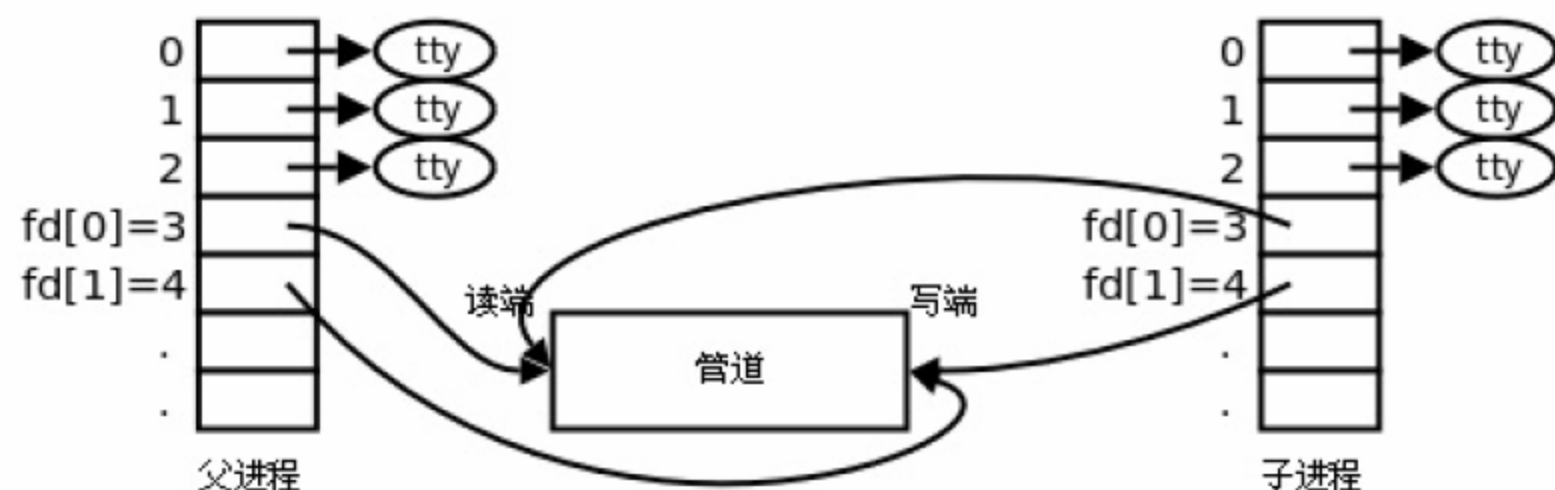 0 tty 0 tty
1 tty 1 tty
2 tty 2 tty
fd[0]=3 fd[0]=3
fd[1]=4 读端 写端 fd[1]=4
. .
管道
. .
父进程 子进程